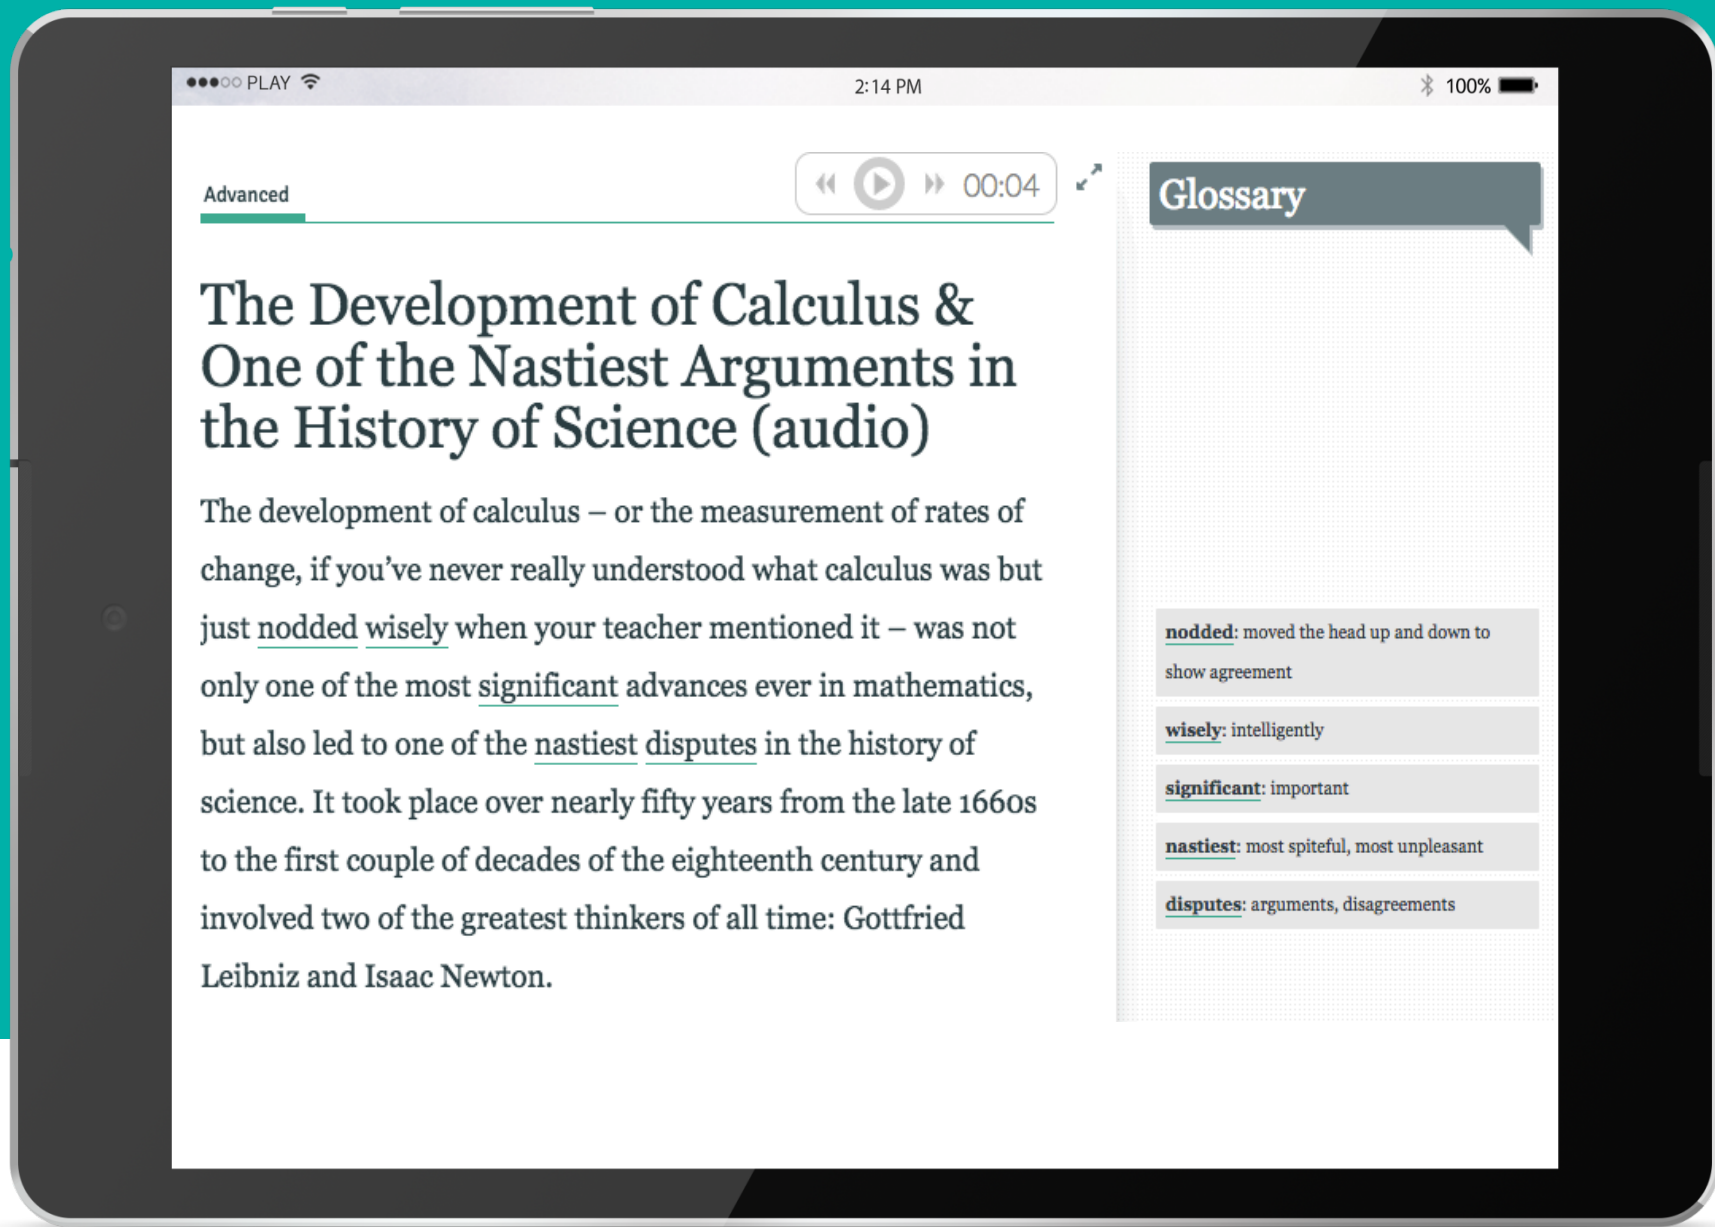 PLAY
2:14 PM
100%
Advanced
00:04
The Development of Calculus &
One of the Nastiest Arguments in
the History of Science (audio)
The development of calculus – or the measurement of rates of
change, if you’ve never really understood what calculus was but
just nodded wisely when your teacher mentioned it – was not
only one of the most significant advances ever in mathematics,
but also led to one of the nastiest disputes in the history of
science. It took place over nearly fifty years from the late 1660s
to the first couple of decades of the eighteenth century and
involved two of the greatest thinkers of all time: Gottfried
Leibniz and Isaac Newton.
Glossary
nodded: moved the head up and down to
show agreement
wisely: intelligently
significant: important
nastiest: most spiteful, most unpleasant
disputes: arguments, disagreements